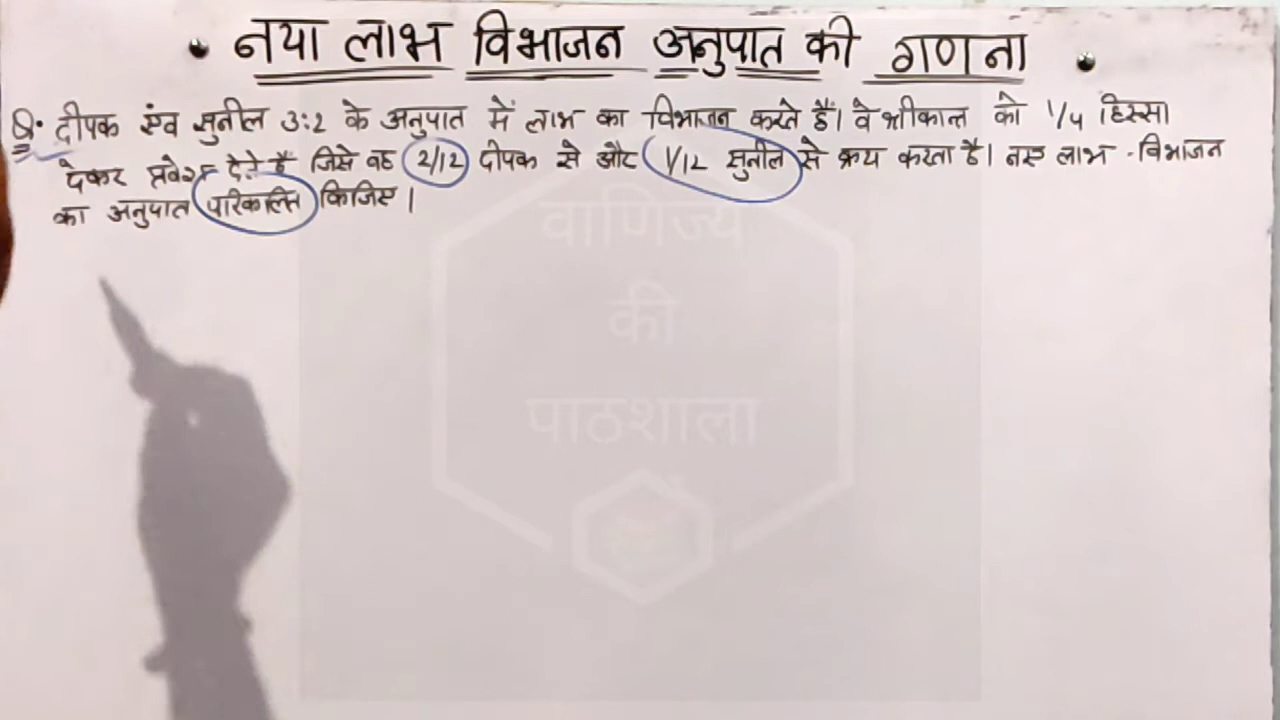 • नया लाभ विभाजन अनुपात की गणना •
Q. दीपक एंव सुनील 3:2 के अनुपात में लाभ का विभाजन करते हैं। वे श्रीकान्त को 1/4 हिस्सा
देकर प्रवेश देते हैं जिसे वह 2/12 दीपक से और 1/12 सुनील से क्रय करता है। नए लाभ-विभाजन
का अनुपात परिकलित किजिए।
वाणिज्य
की
पाठशाला